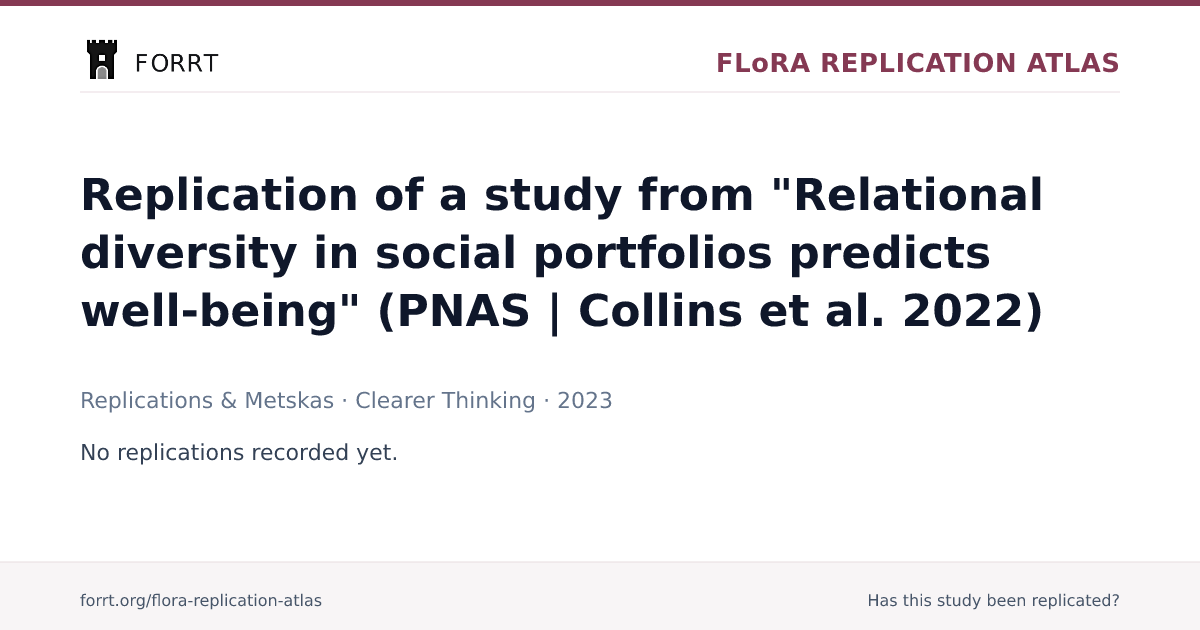 FORRT
FLoRA REPLICATION ATLAS
Replication of a study from "Relational
diversity in social portfolios predicts
well-being" (PNAS | Collins et al. 2022)
Replications & Metskas · Clearer Thinking · 2023
No replications recorded yet.
forrt.org/flora-replication-atlas
Has this study been replicated?